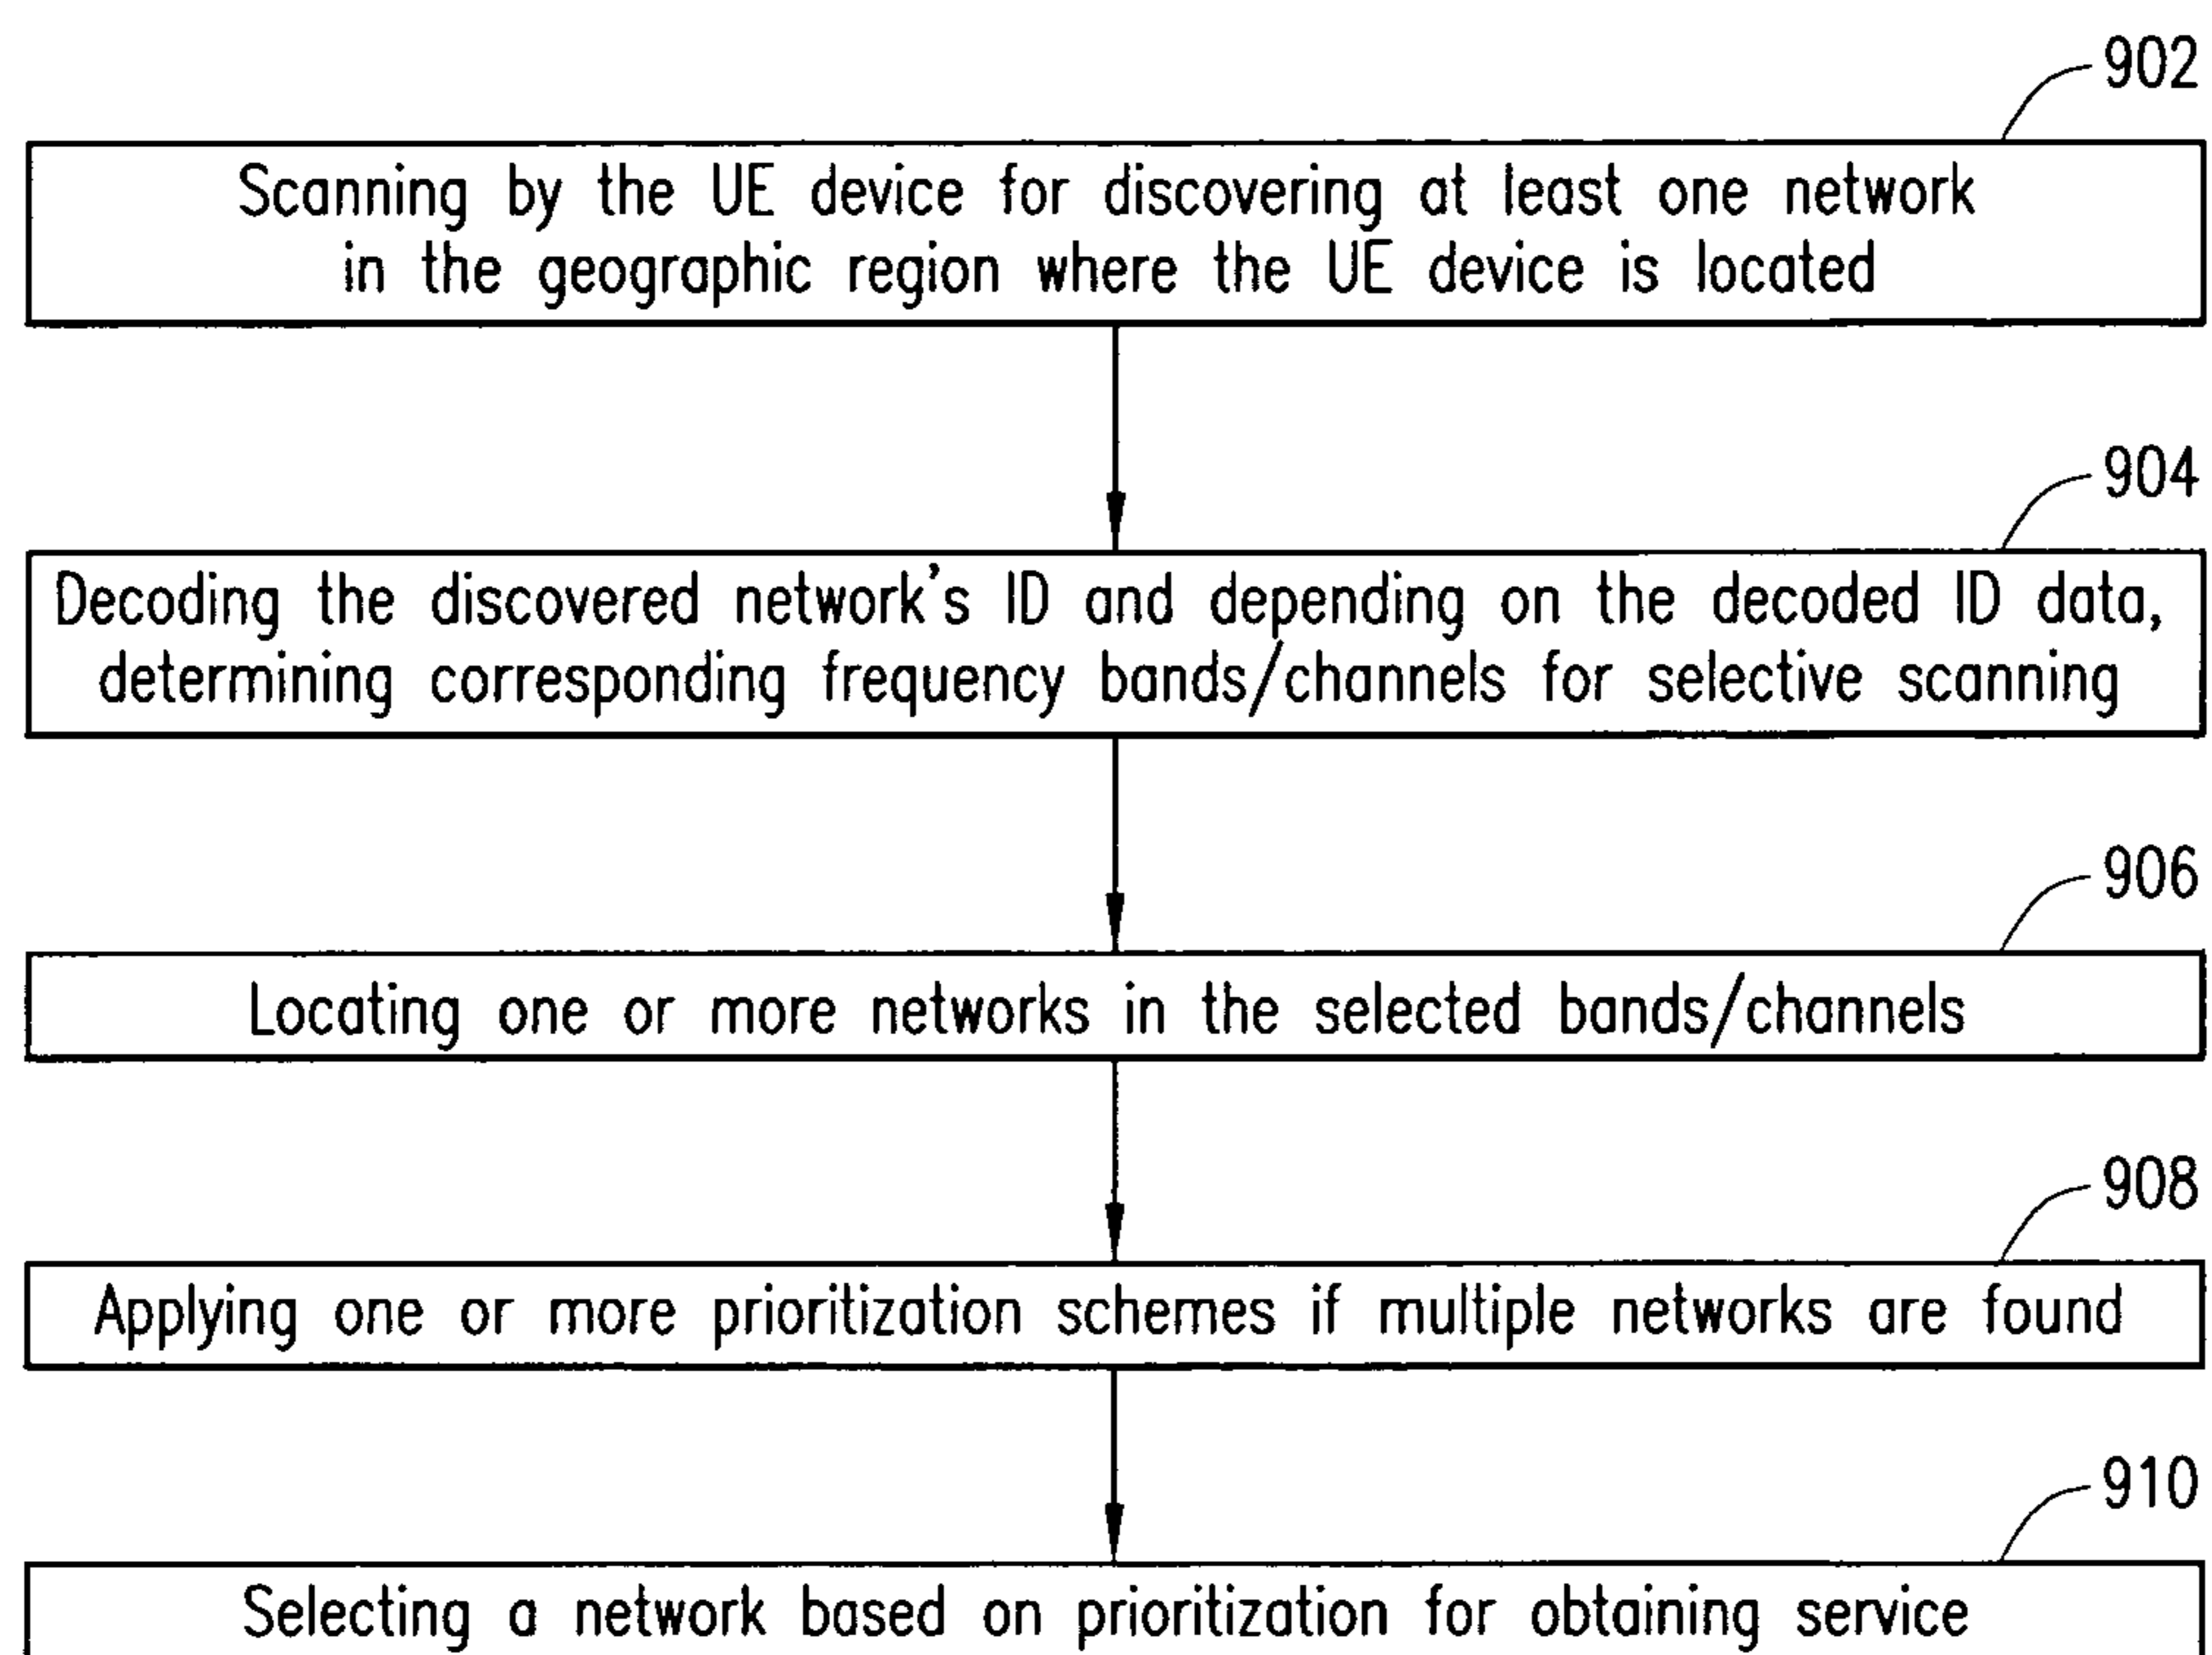 902
Scanning by the UE device for discovering at least one network
in the geographic region where the UE device is located
904
Decoding the discovered network's ID and depending on the decoded ID data,
determining corresponding frequency bands/channels for selective scanning
906
Locating one or more networks in the selected bands/channels
908
Applying one or more prioritization schemes if multiple networks are found
910
Selecting a network based on prioritization for obtaining service